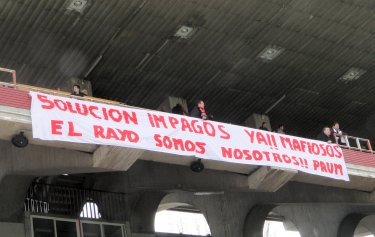 SOLUCION IMPAGOS YA!! MAFIOSOS
EL RAYO SOMOS NOSOTROS!! PRUM